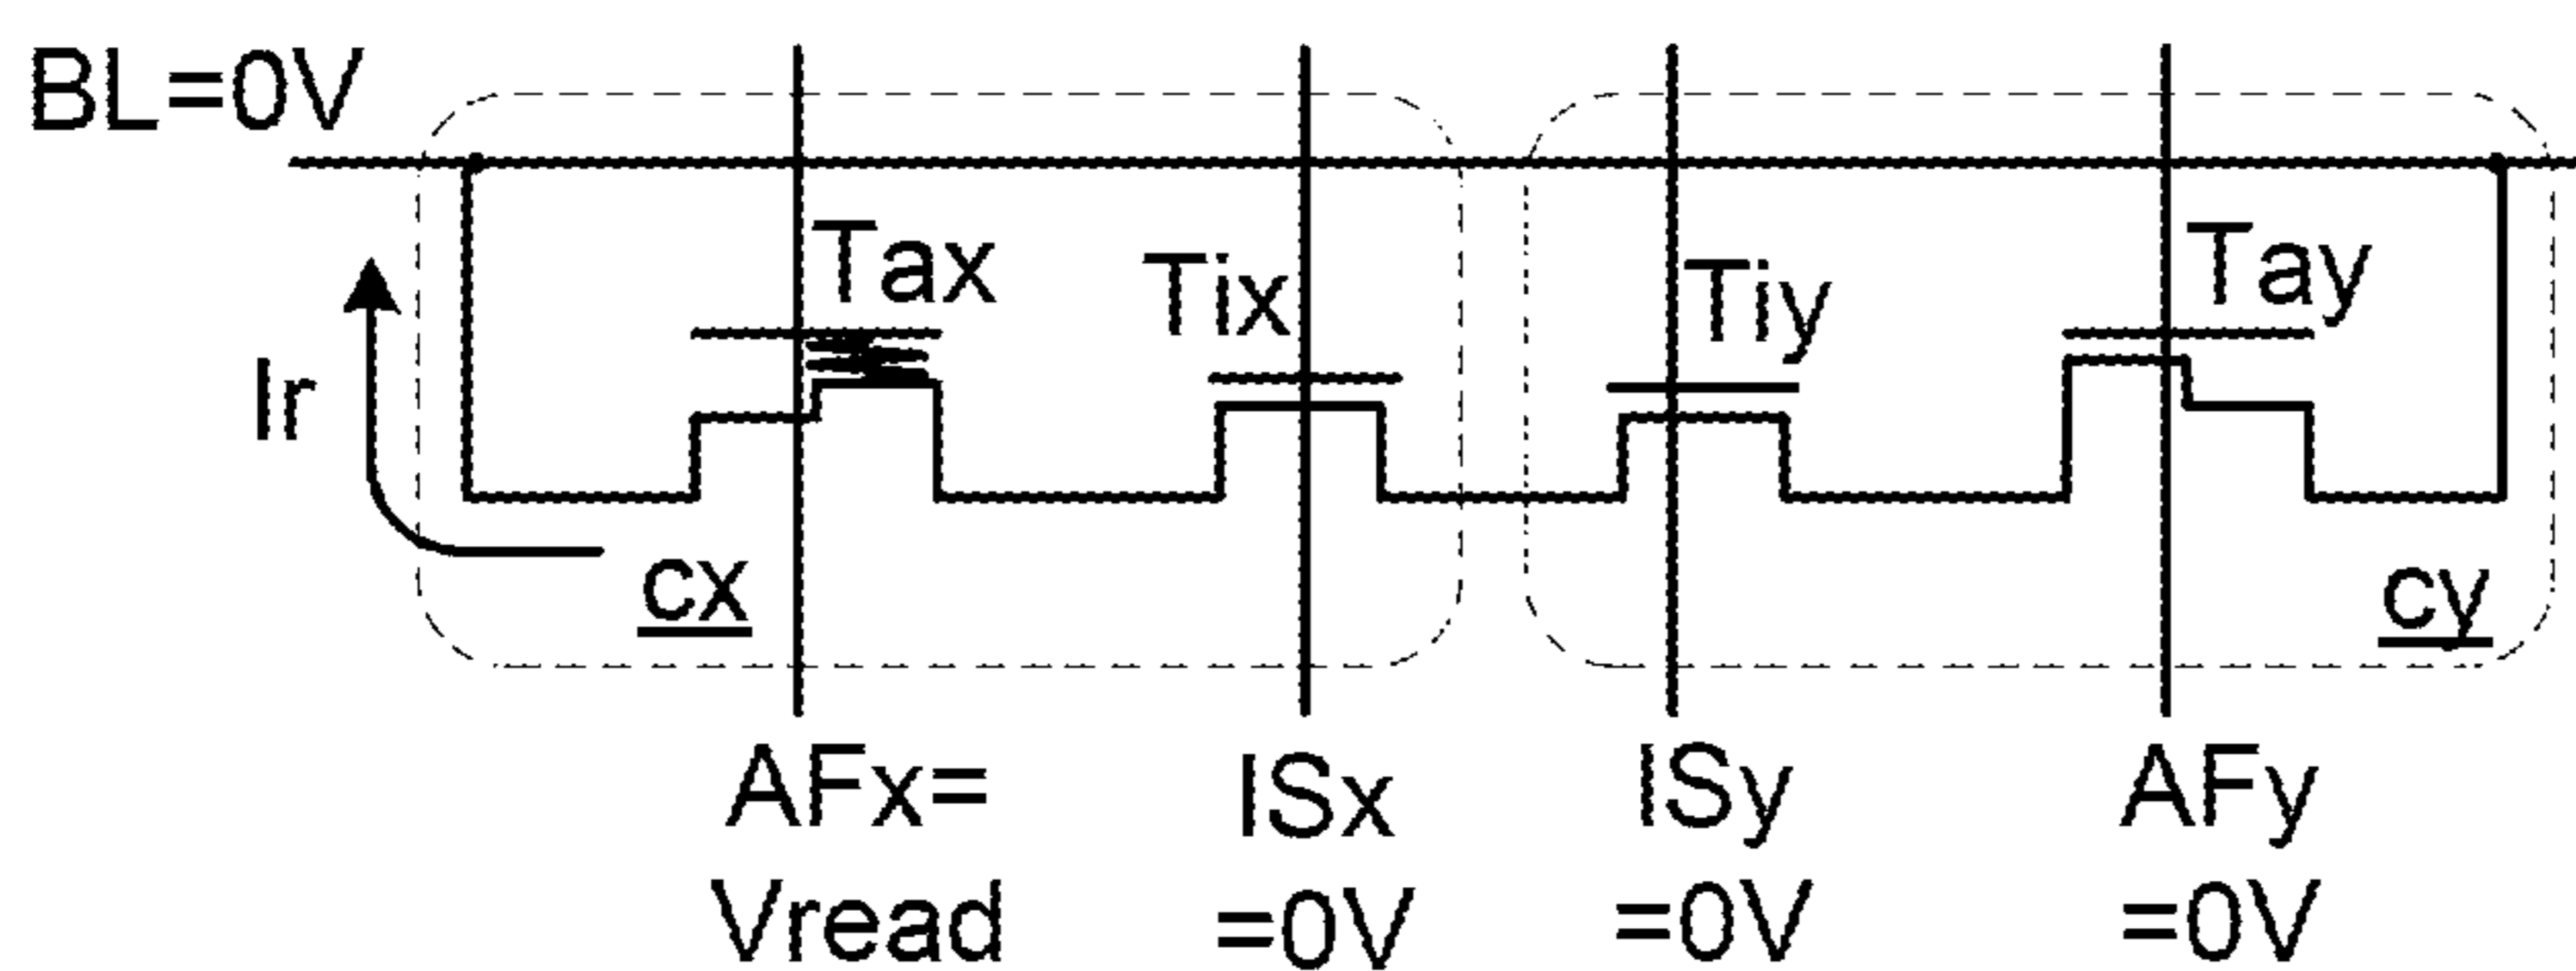 BL=0V
Tax
Tix
Tiy
Tay
Ir
cx
cy
AFx=
Vread
ISx
=0V
ISy
=0V
AFy
=0V